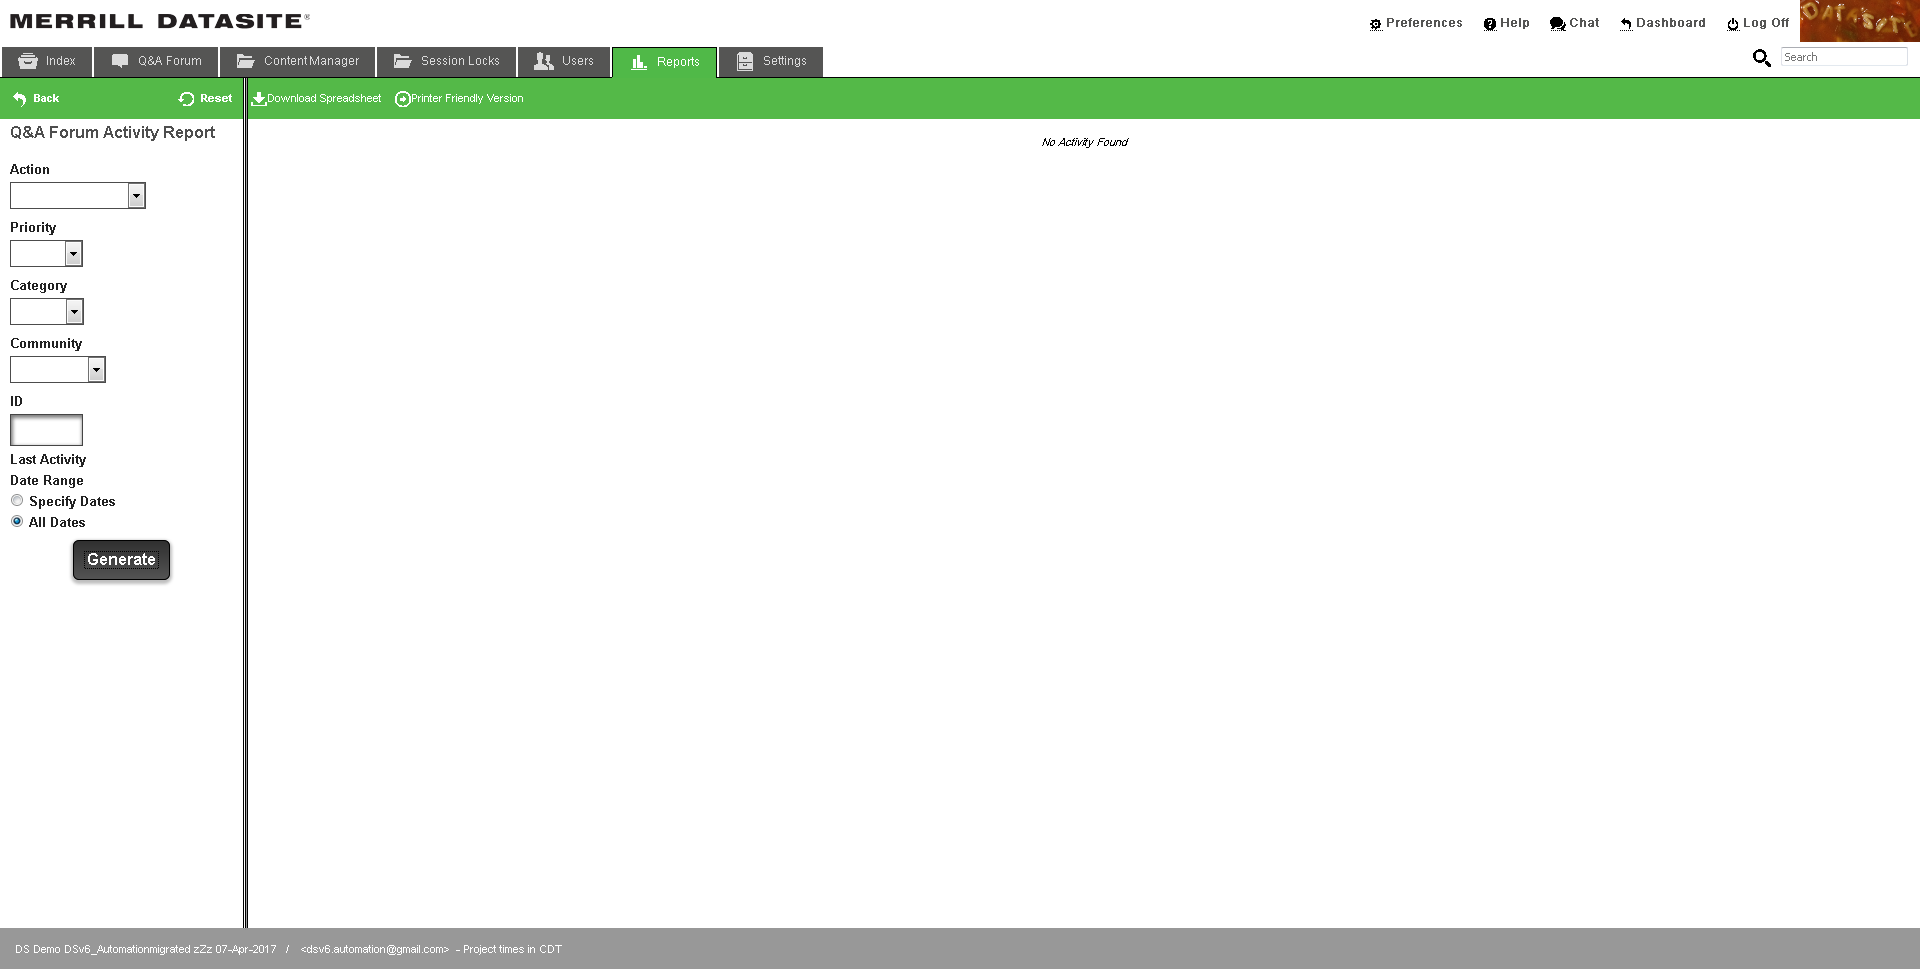 MERRILL DATASITE®
Preferences Help Chat Dashboard Log Off
DATASITE
Index Q&A Forum Content Manager Session Locks Users Reports Settings
Search
Back Reset Download Spreadsheet Printer Friendly Version
Q&A Forum Activity Report
No Activity Found
Action
Priority
Category
Community
ID
Last Activity
Date Range
Specify Dates
All Dates
Generate
DS Demo DSv6_Automationmigrated zZz 07-Apr-2017 / <dsv6.automation@gmail.com> - Project times in CDT